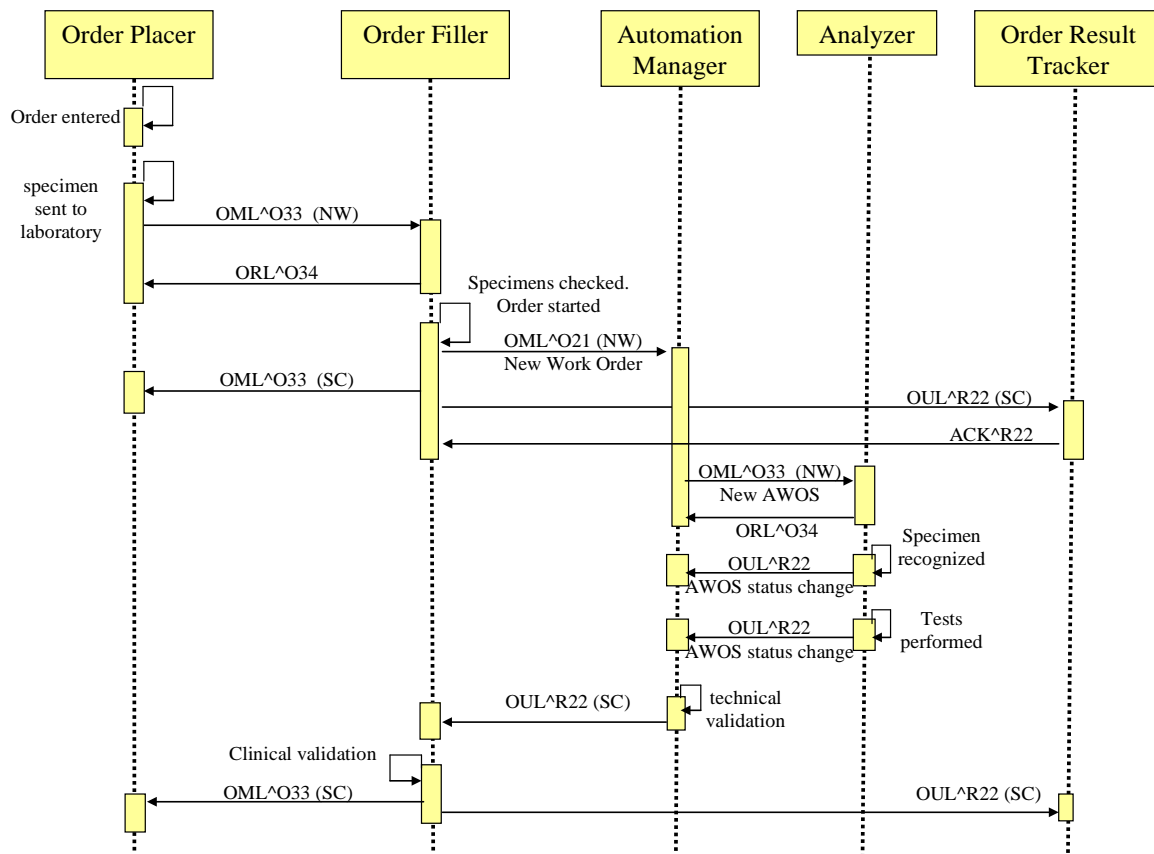 Order Placer
Order Filler
Automation
Manager
Analyzer
Order Result
Tracker
Order entered
specimen
sent to
laboratory
OML^O33 (NW)
ORL^O34
Specimens checked.
Order started
OML^O21 (NW)
New Work Order
OML^O33 (SC)
OUL^R22 (SC)
ACK^R22
OML^O33 (NW)
New AWOS
ORL^O34
Specimen
recognized
OUL^R22
AWOS status change
Tests
performed
OUL^R22
AWOS status change
technical
validation
OUL^R22 (SC)
Clinical validation
OML^O33 (SC)
OUL^R22 (SC)